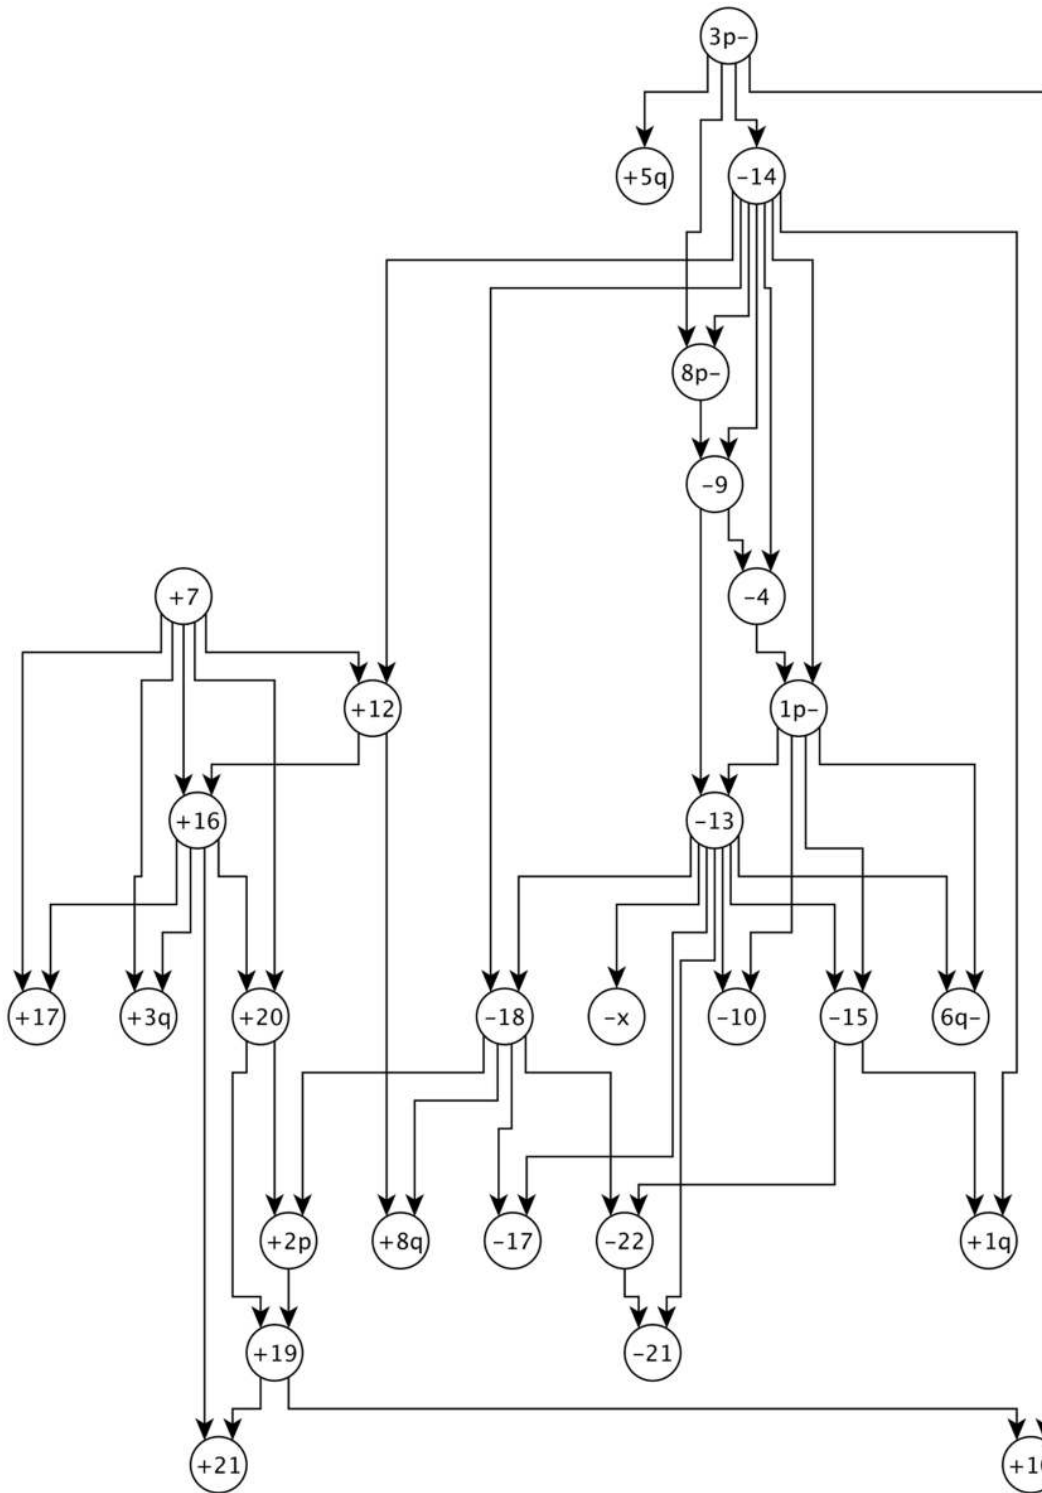 3p-
+5q
-14
8p-
-9
+7
-4
+12
1p-
+16
-13
+17
+3q
+20
-18
-x
-10
-15
6q-
+2p
+8q
-17
-22
+1q
+19
-21
+21